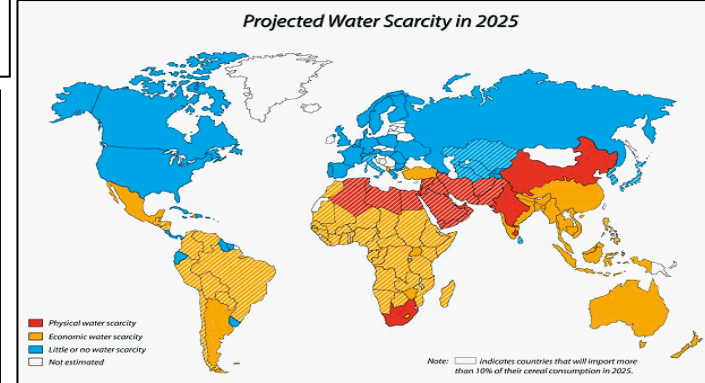 Projected Water Scarcity in 2025
Physical water scarcity
Economic water scarcity
Little or no water scarcity
Not estimated
Note: indicates countries that will import more
than 10% of their cereal consumption in 2025.